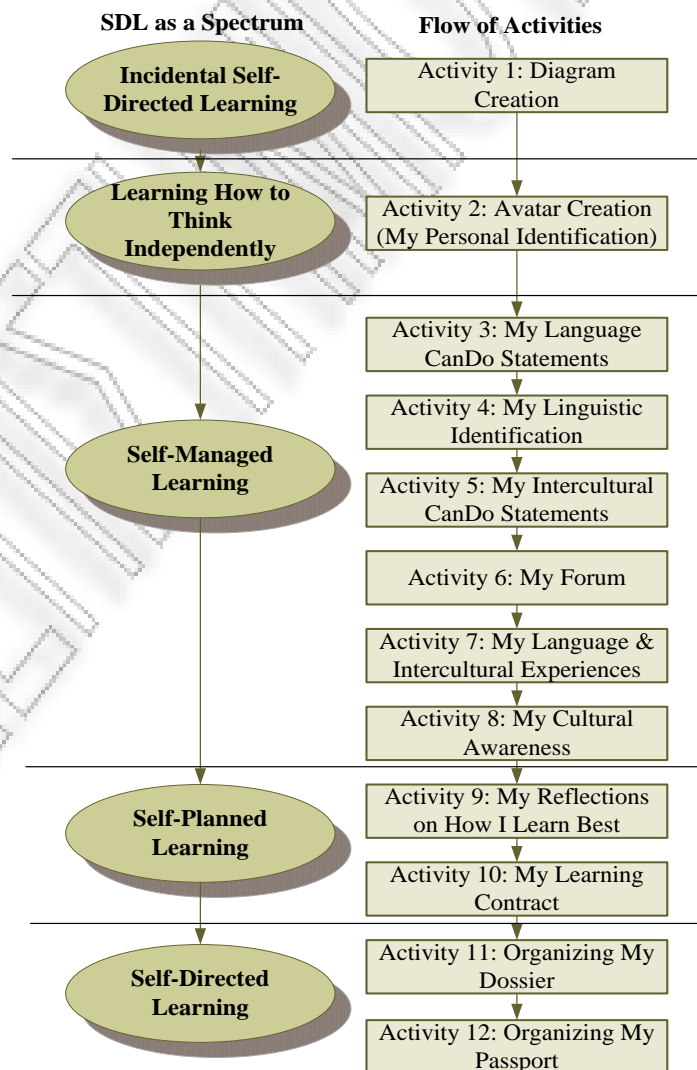 SDL as a Spectrum
Flow of Activities
Incidental Self-
Directed Learning
Activity 1: Diagram
Creation
Learning How to
Think
Independently
Activity 2: Avatar Creation
(My Personal Identification)
Self-Managed
Learning
Activity 3: My Language
CanDo Statements
Activity 4: My Linguistic
Identification
Activity 5: My Intercultural
CanDo Statements
Activity 6: My Forum
Activity 7: My Language &
Intercultural Experiences
Activity 8: My Cultural
Awareness
Self-Planned
Learning
Activity 9: My Reflections
on How I Learn Best
Activity 10: My Learning
Contract
Self-Directed
Learning
Activity 11: Organizing My
Dossier
Activity 12: Organizing My
Passport